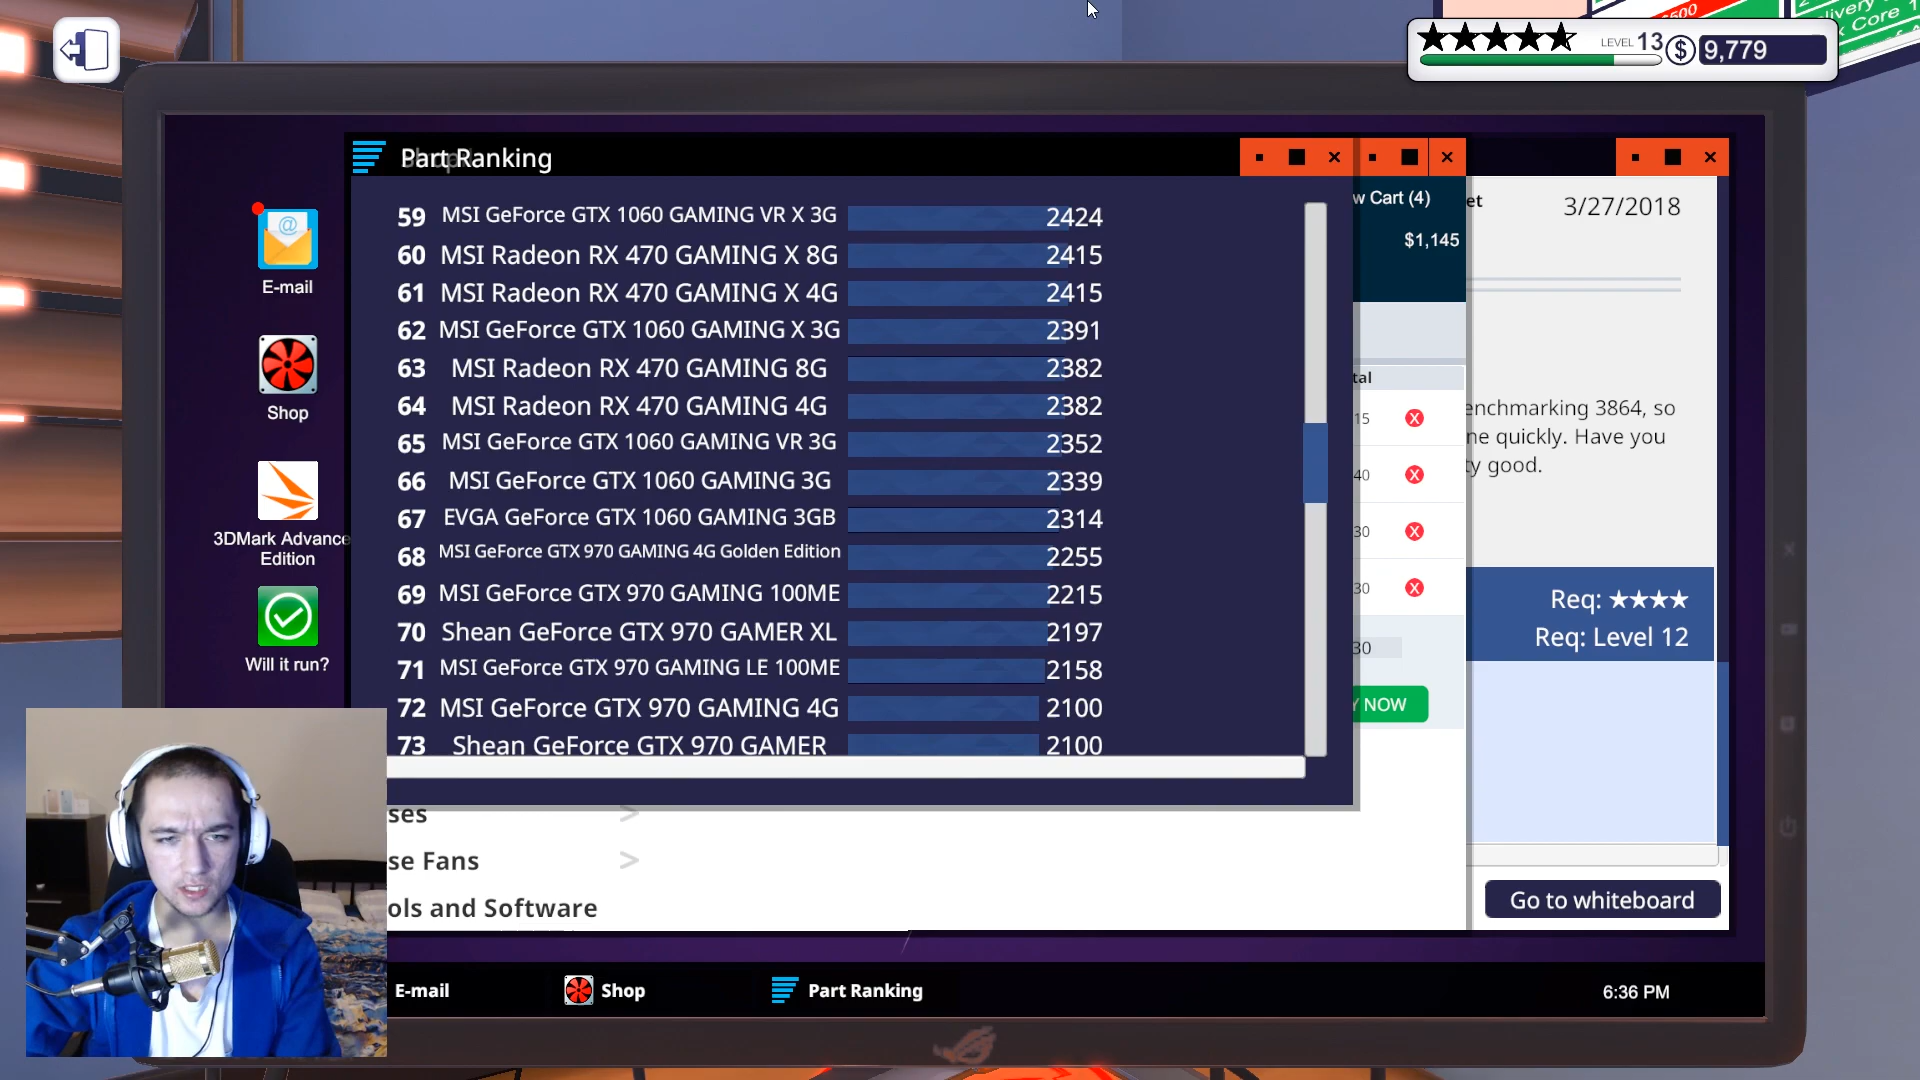 LEVEL 13 $ 9,779
Part Ranking
E-mail
Shop
3DMark Advance
Edition
Will it run?
59 MSI GeForce GTX 1060 GAMING VR X 3G 2424
60 MSI Radeon RX 470 GAMING X 8G 2415
61 MSI Radeon RX 470 GAMING X 4G 2415
62 MSI GeForce GTX 1060 GAMING X 3G 2391
63 MSI Radeon RX 470 GAMING 8G 2382
64 MSI Radeon RX 470 GAMING 4G 2382
65 MSI GeForce GTX 1060 GAMING VR 3G 2352
66 MSI GeForce GTX 1060 GAMING 3G 2339
67 EVGA GeForce GTX 1060 GAMING 3GB 2314
68 MSI GeForce GTX 970 GAMING 4G Golden Edition 2255
69 MSI GeForce GTX 970 GAMING 100ME 2215
70 Shean GeForce GTX 970 GAMER XL 2197
71 MSI GeForce GTX 970 GAMING LE 100ME 2158
72 MSI GeForce GTX 970 GAMING 4G 2100
73 Shean GeForce GTX 970 GAMER 2100
w Cart (4)
$1,145
tal
15
40
30
30
30
Y NOW
et 3/27/2018
enchmarking 3864, so
ne quickly. Have you
ty good.
Req: ★★★★
Req: Level 12
ses >
se Fans >
ols and Software
Go to whiteboard
E-mail
Shop
Part Ranking
6:36 PM